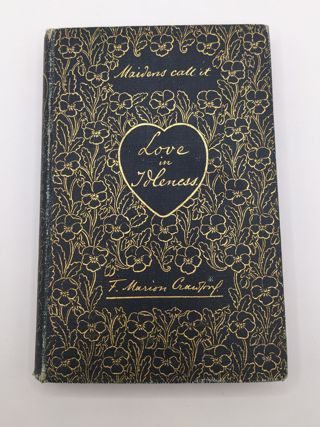 Maidens call it
Love
in
Idleness
F. Marion Crawford